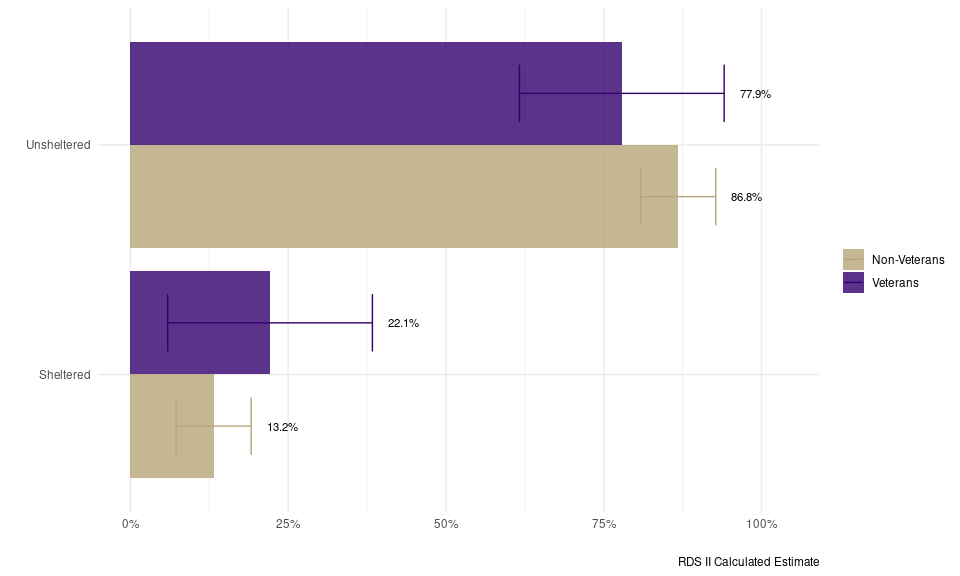 77.9%
Unsheltered
86.8%
Non-Veterans
Veterans
22.1%
Sheltered
13.2%
0%
25%
50%
75%
100%
RDS II Calculated Estimate